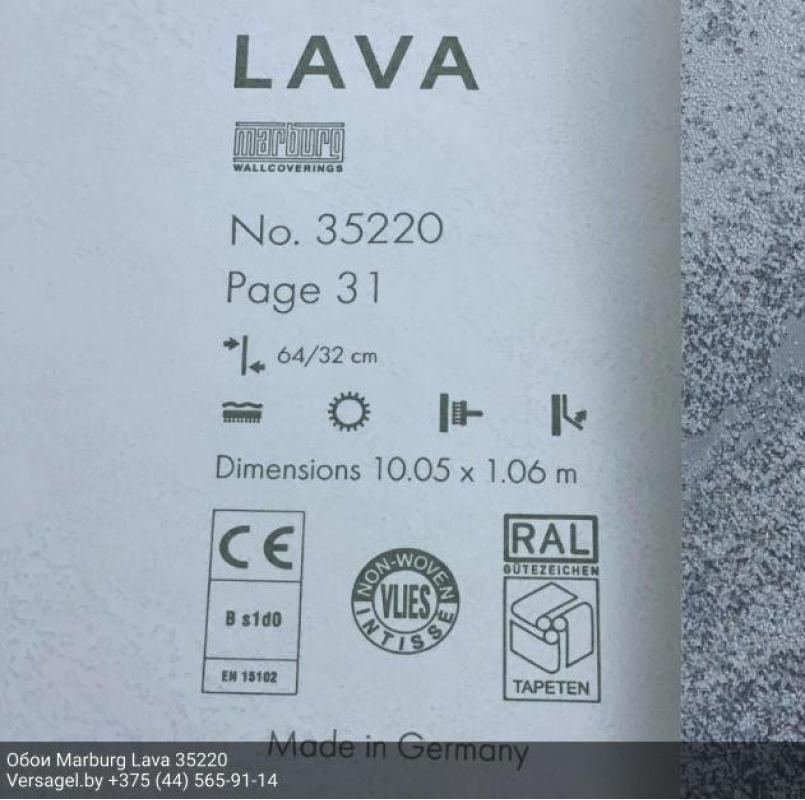 LAVA
marburg
WALLCOVERINGS
No. 35220
Page 31
64/32 cm
Dimensions 10.05 x 1.06 m
CE
B s1d0
EN 15102
NON-WOVEN
VLIES
INTISSÉ
RAL
GÜTEZEICHEN
TAPETEN
Made in Germany
Обои Marburg Lava 35220
Versagel.by +375 (44) 565-91-14